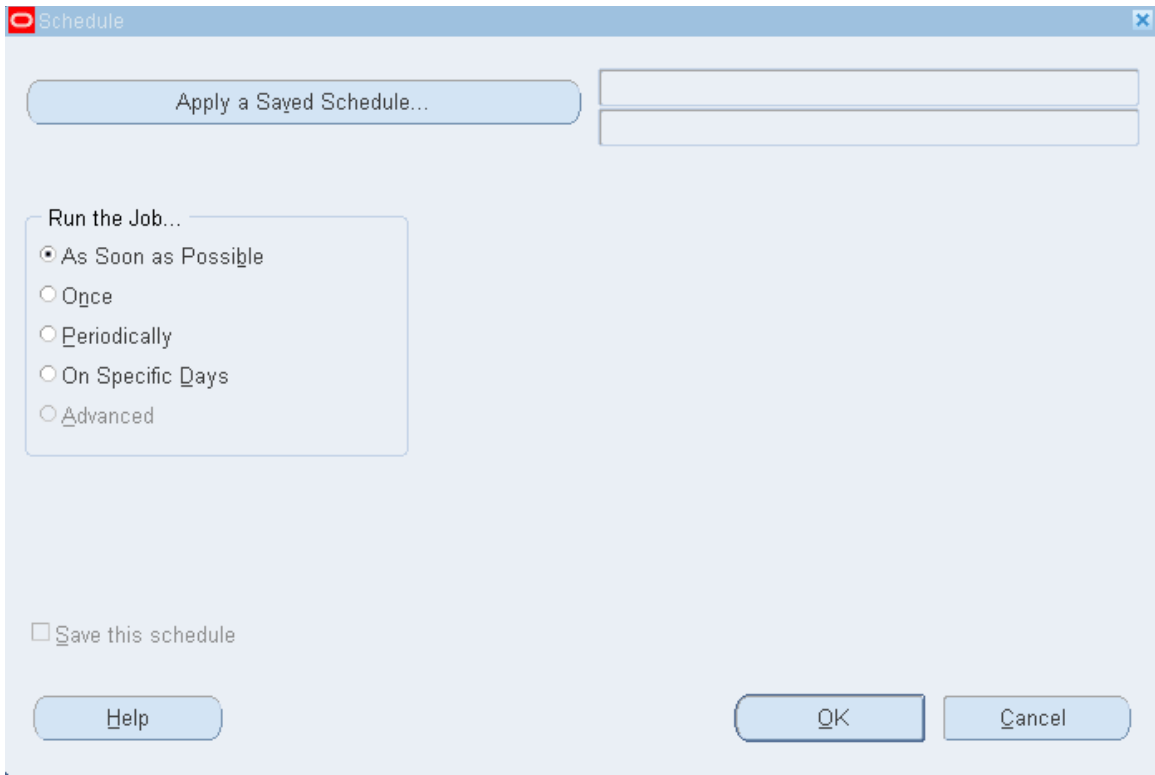 Schedule
Apply a Saved Schedule...
Run the Job...
As Soon as Possible
Once
Periodically
On Specific Days
Advanced
Save this schedule
Help
OK
Cancel